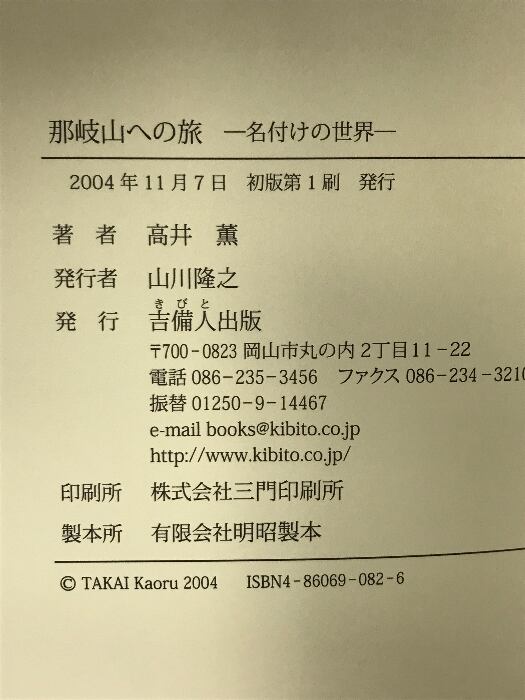 那岐山への旅 ―名付けの世界―
2004年11月7日 初版第1刷 発行
著者 高井 薫
発行者 山川隆之
きびと
発行 吉備人出版
〒700-0823 岡山市丸の内2丁目11-22
電話 086-235-3456 ファクス 086-234-3210
振替 01250-9-14467
e-mail books@kibito.co.jp
http://www.kibito.co.jp/
印刷所 株式会社三門印刷所
製本所 有限会社明昭製本
© TAKAI Kaoru 2004 ISBN4-86069-082-6